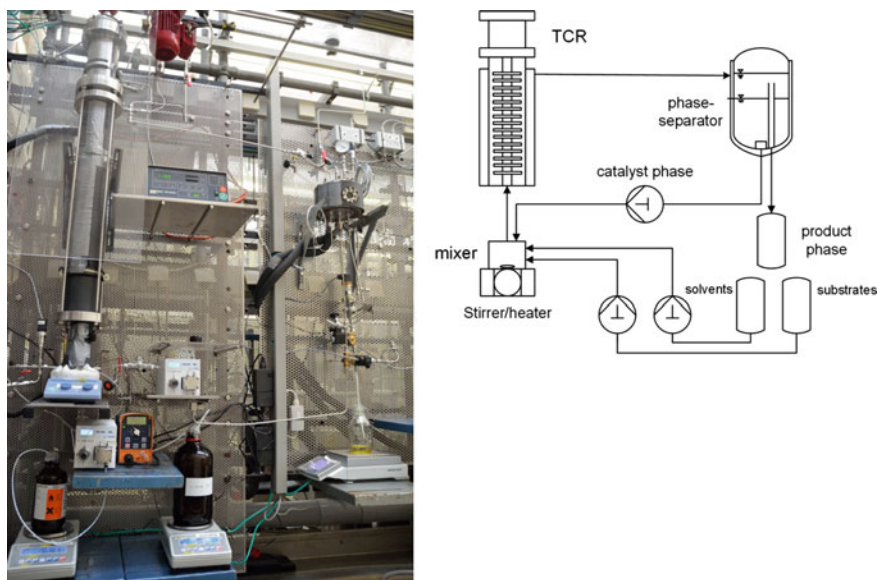 TCR
phase-
separator
catalyst phase
product
phase
mixer
solvents
substrates
Stirrer/heater